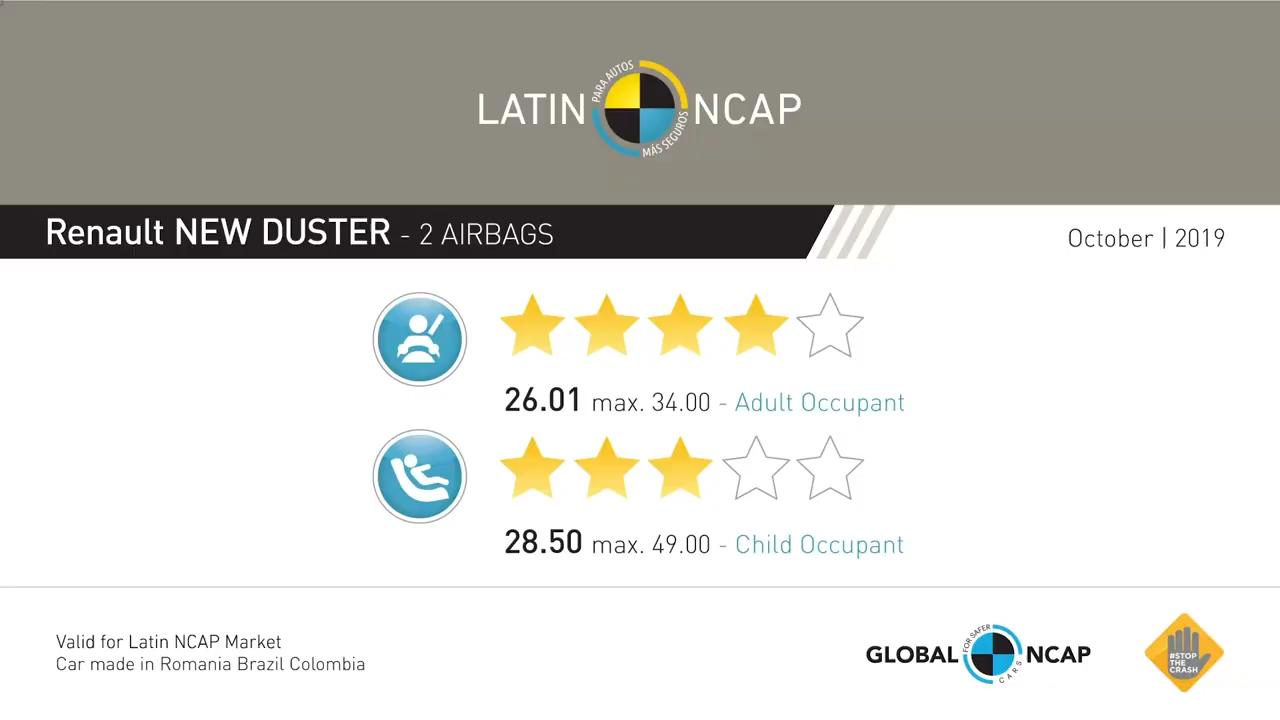 LATIN NCAP
PARA AUTOS
MÁS SEGUROS
Renault NEW DUSTER - 2 AIRBAGS
October | 2019
26.01 max. 34.00 - Adult Occupant
28.50 max. 49.00 - Child Occupant
Valid for Latin NCAP Market
Car made in Romania Brazil Colombia
GLOBAL NCAP
FOR SAFER
CARS
#STOP
THE
CRASH